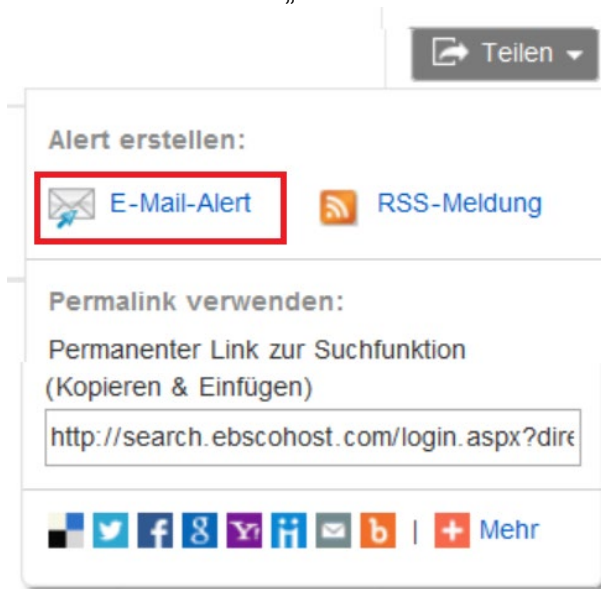 „
Teilen
Alert erstellen:
E-Mail-Alert RSS-Meldung
Permalink verwenden:
Permanenter Link zur Suchfunktion
(Kopieren & Einfügen)
http://search.ebscohost.com/login.aspx?dire
| Mehr